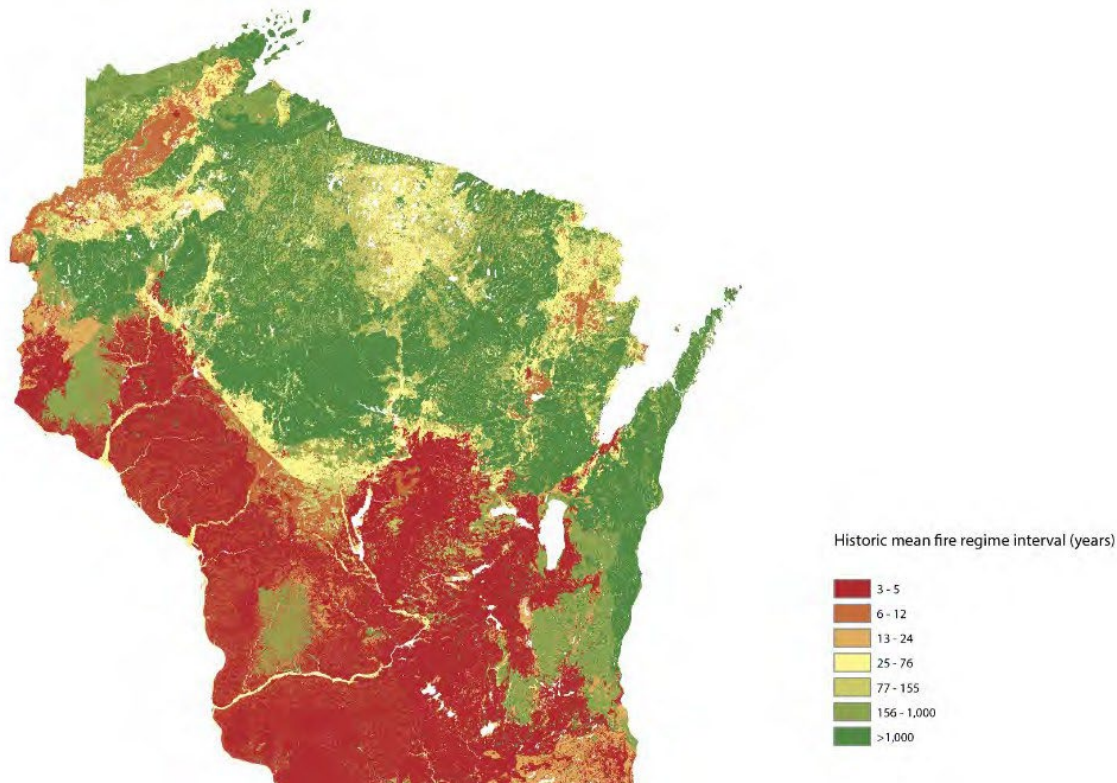 Historic mean fire regime interval (years)
3 - 5
6 - 12
13 - 24
25 - 76
77 - 155
156 - 1,000
>1,000